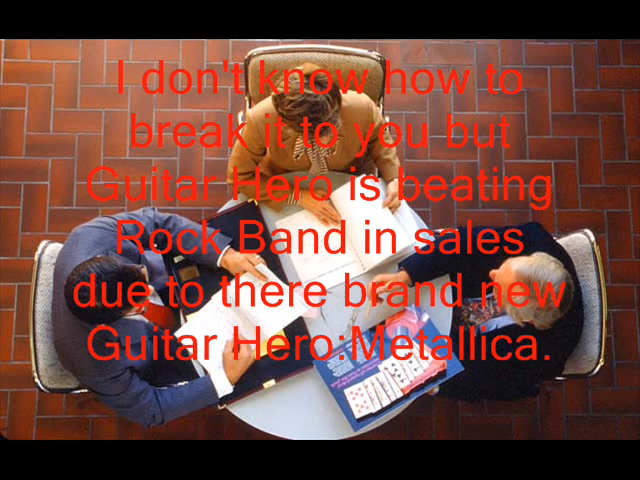 I don't know how to
break it to you but
Guitar Hero is beating
Rock Band in sales
due to there brand new
Guitar Hero:Metallica.